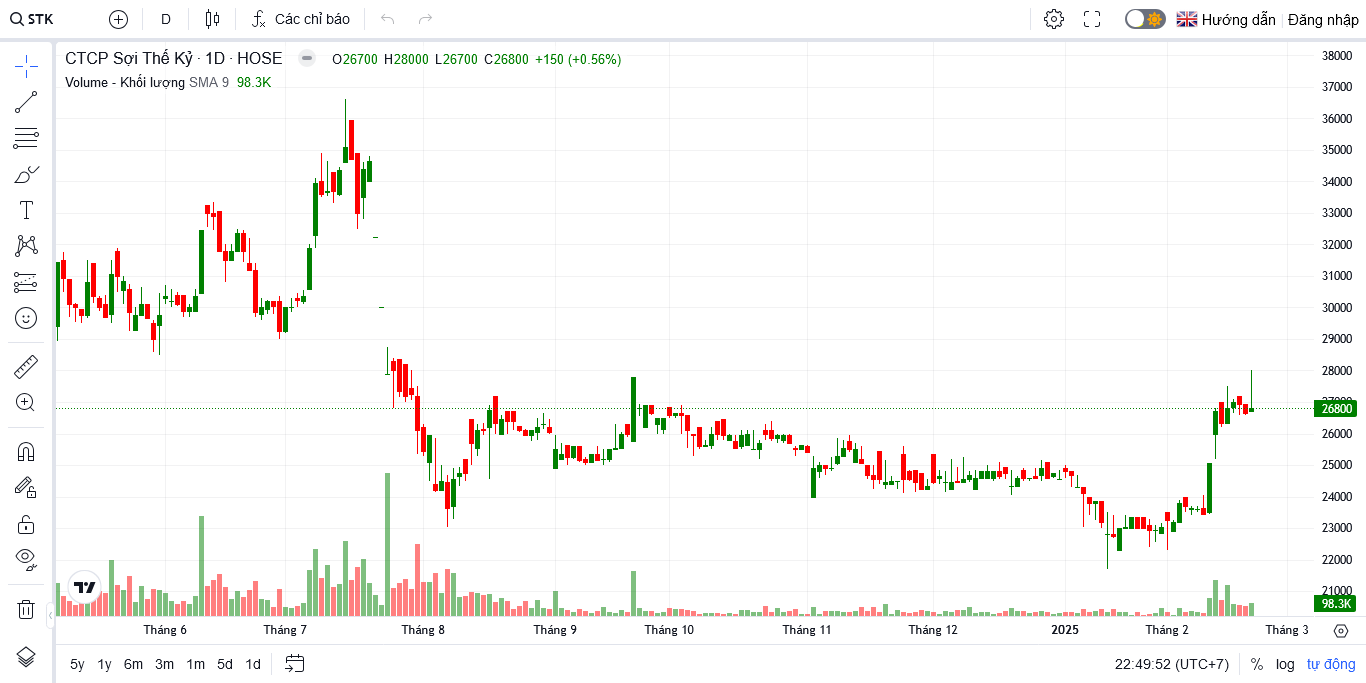 STK
D
Các chỉ báo
Hướng dẫn
Đăng nhập
CTCP Sợi Thế Kỷ · 1D · HOSE
O26700 H28000 L26700 C26800 +150 (+0.56%)
Volume - Khối lượng SMA 9 98.3K
38000
37000
36000
35000
34000
33000
32000
31000
30000
29000
28000
27000
26800
26000
25000
24000
23000
22000
21000
98.3K
Tháng 6
Tháng 7
Tháng 8
Tháng 9
Tháng 10
Tháng 11
Tháng 12
2025
Tháng 2
Tháng 3
5y 1y 6m 3m 1m 5d 1d
22:49:52 (UTC+7)
% log tự động